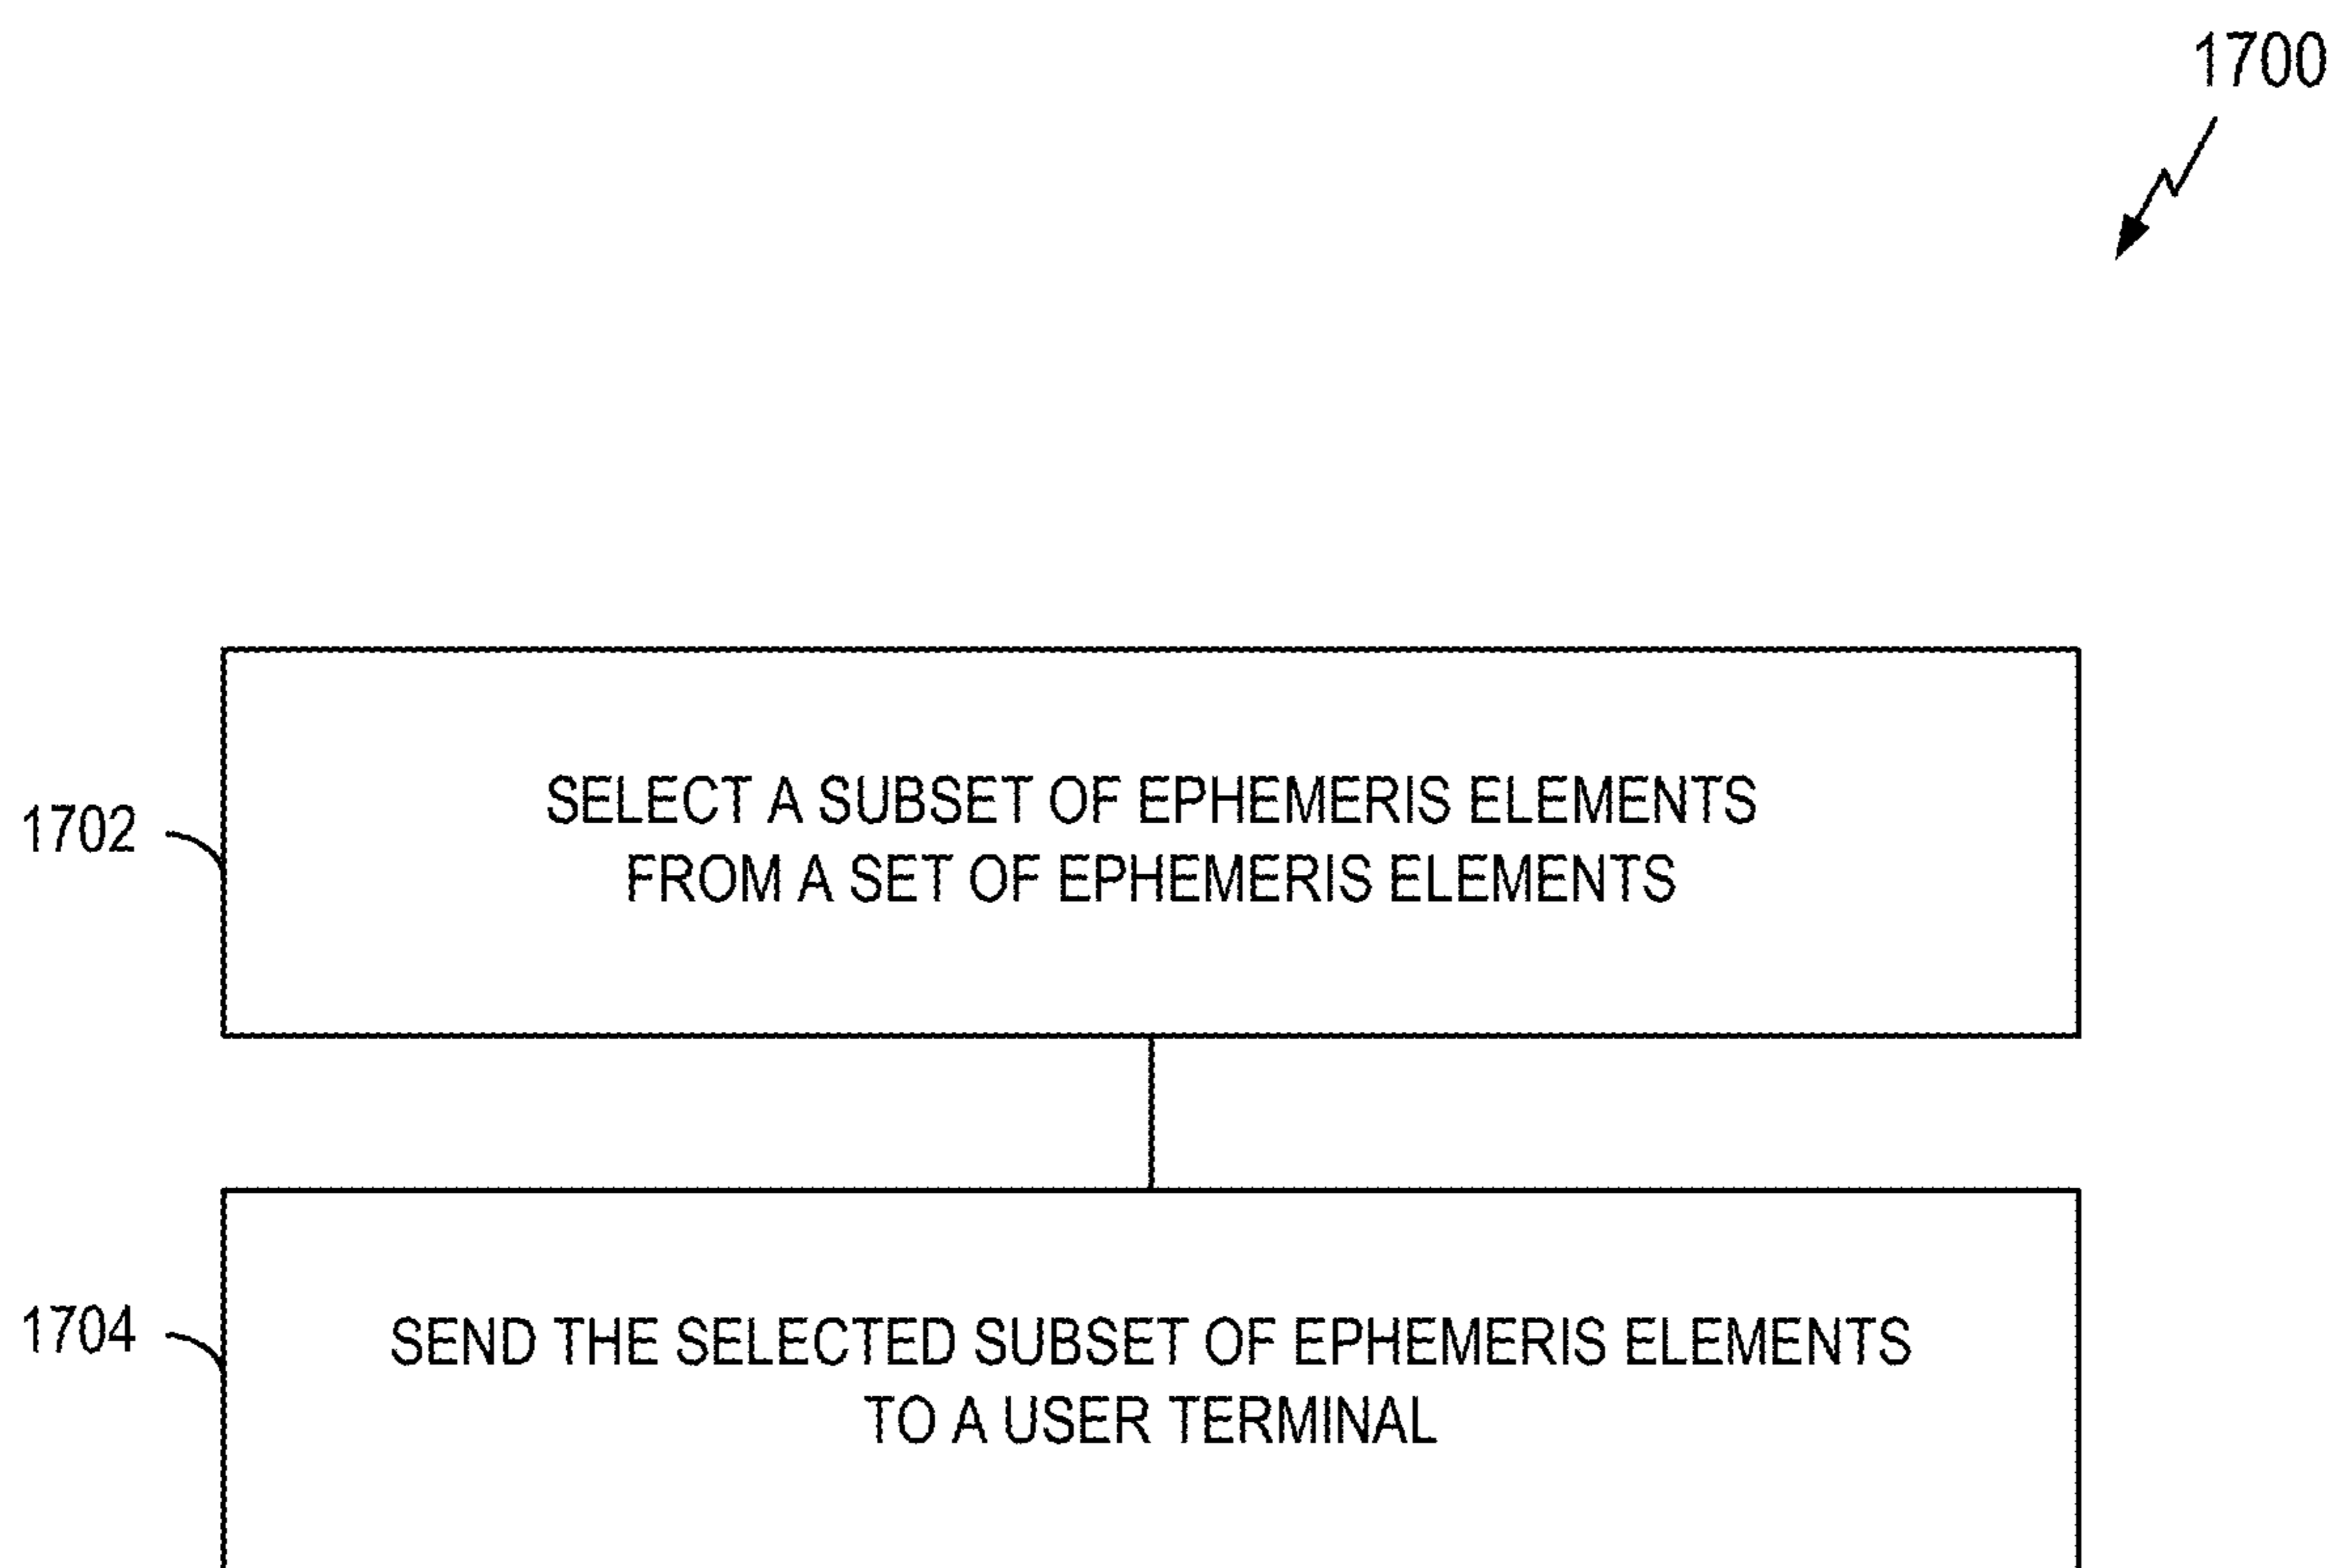 1700
1702
SELECT A SUBSET OF EPHEMERIS ELEMENTS
FROM A SET OF EPHEMERIS ELEMENTS
1704
SEND THE SELECTED SUBSET OF EPHEMERIS ELEMENTS
TO A USER TERMINAL